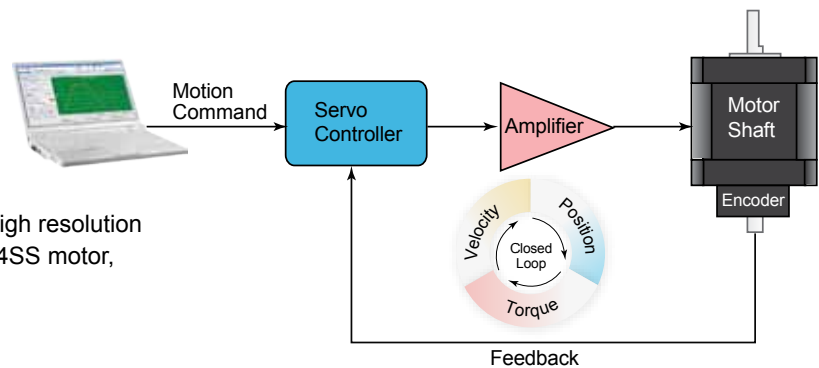 Motion
Command
Servo
Controller
Amplifier
Motor
Shaft
Encoder
igh resolution
4SS motor,
Velocity
Position
Closed
Loop
Torque
Feedback